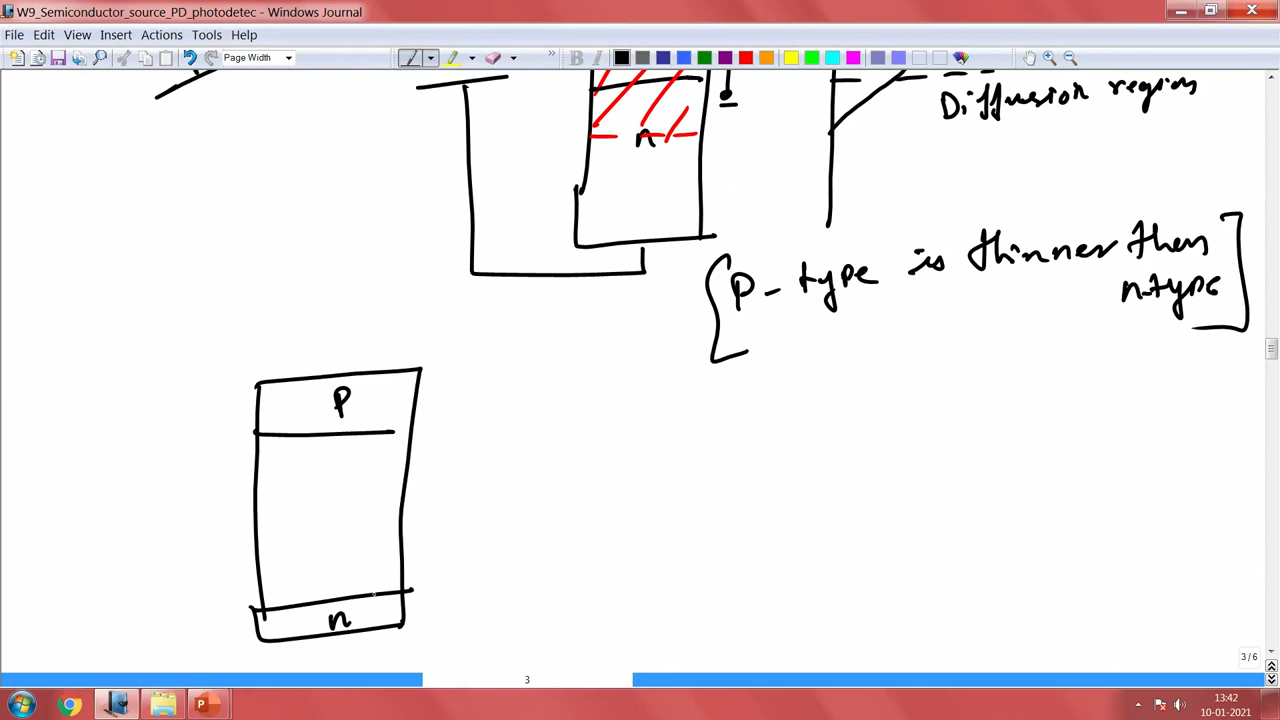 W9_Semiconductor_source_PD_photodetec - Windows Journal
File Edit View Insert Actions Tools Help
Page Width
B I
n
Diffusion region
P - type is thinner then
n-type
P
n
3 / 6
3
13:42
10-01-2021